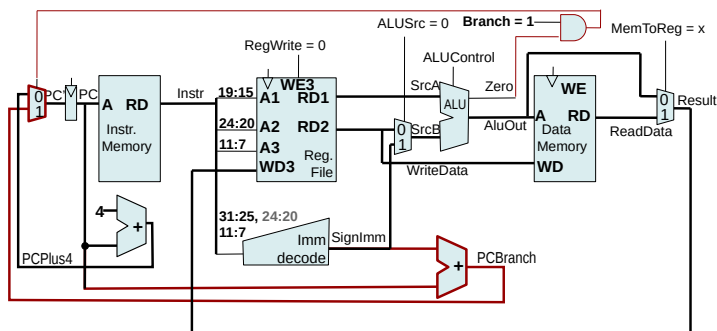 ALUSrc = 0
Branch = 1
MemToReg = x
RegWrite = 0
ALUControl
0
1
PC'
PC
A RD
Instr.
Memory
Instr
19:15
24:20
11:7
WE3
A1 RD1
A2 RD2
A3
WD3
Reg.
File
SrcA
0
1
SrcB
ALU
Zero
AluOut
WriteData
WE
A RD
Data
Memory
WD
ReadData
0
1
Result
4
+
PCPlus4
31:25, 24:20
11:7
Imm
decode
SignImm
+
PCBranch